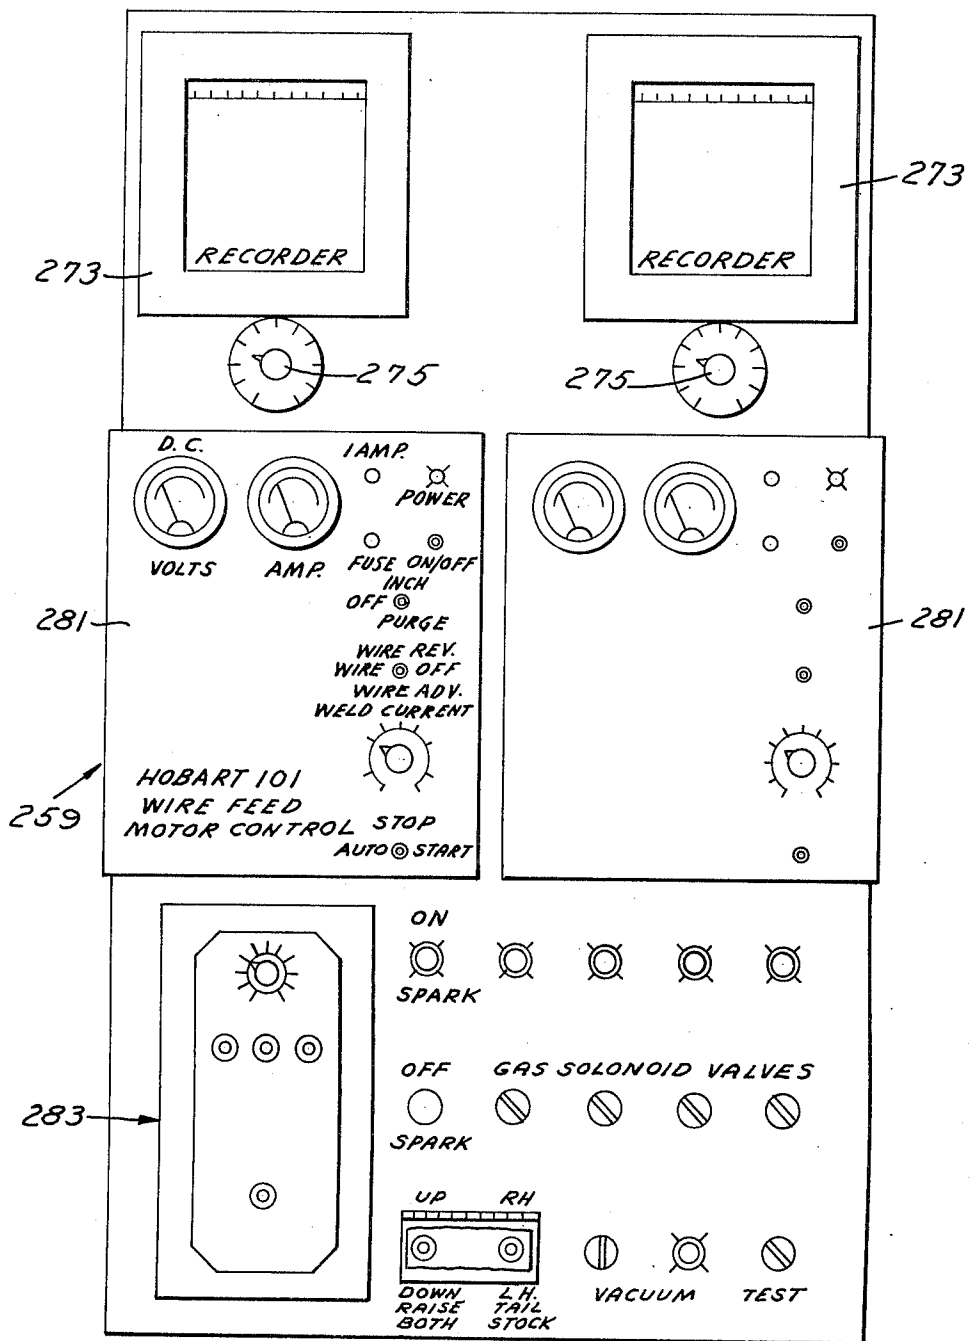 RECORDER
RECORDER
273
273
275
275
D.C.
1 AMP.
POWER
VOLTS
AMP.
FUSE ON/OFF
INCH
OFF
PURGE
281
281
WIRE REV.
WIRE OFF
WIRE ADV.
WELD CURRENT
HOBART 101
WIRE FEED
MOTOR CONTROL
259
STOP
AUTO START
ON
SPARK
OFF
GAS SOLONOID VALVES
SPARK
283
UP
RH
DOWN
RAISE
BOTH
L.H.
TAIL
STOCK
VACUUM
TEST